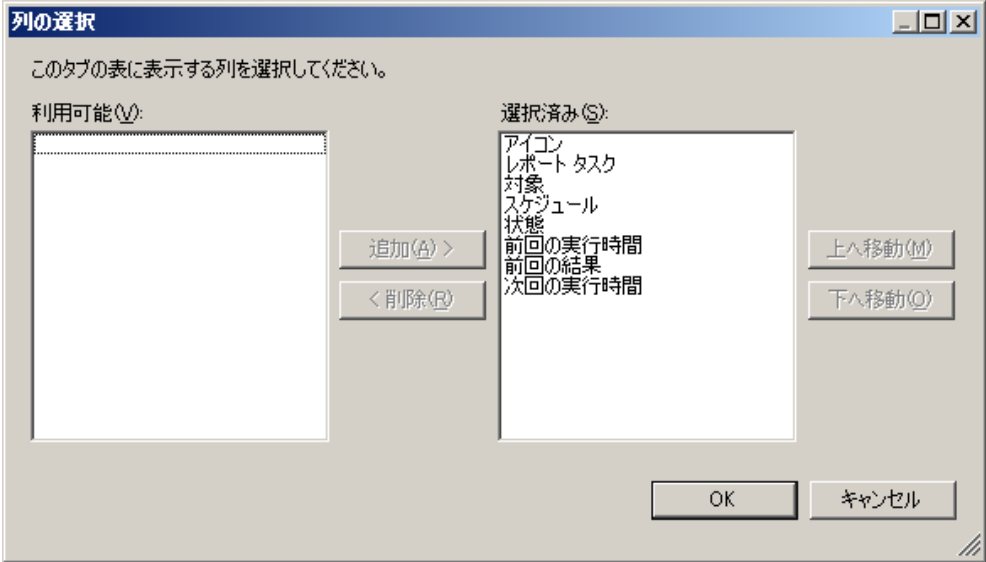 列の選択
このタブの表に表示する列を選択してください。
利用可能(V):
選択済み(S):
アイコン
レポート タスク
対象
スケジュール
状態
前回の実行時間
前回の結果
次回の実行時間
追加(A) >
< 削除(R)
上へ移動(M)
下へ移動(O)
OK
キャンセル